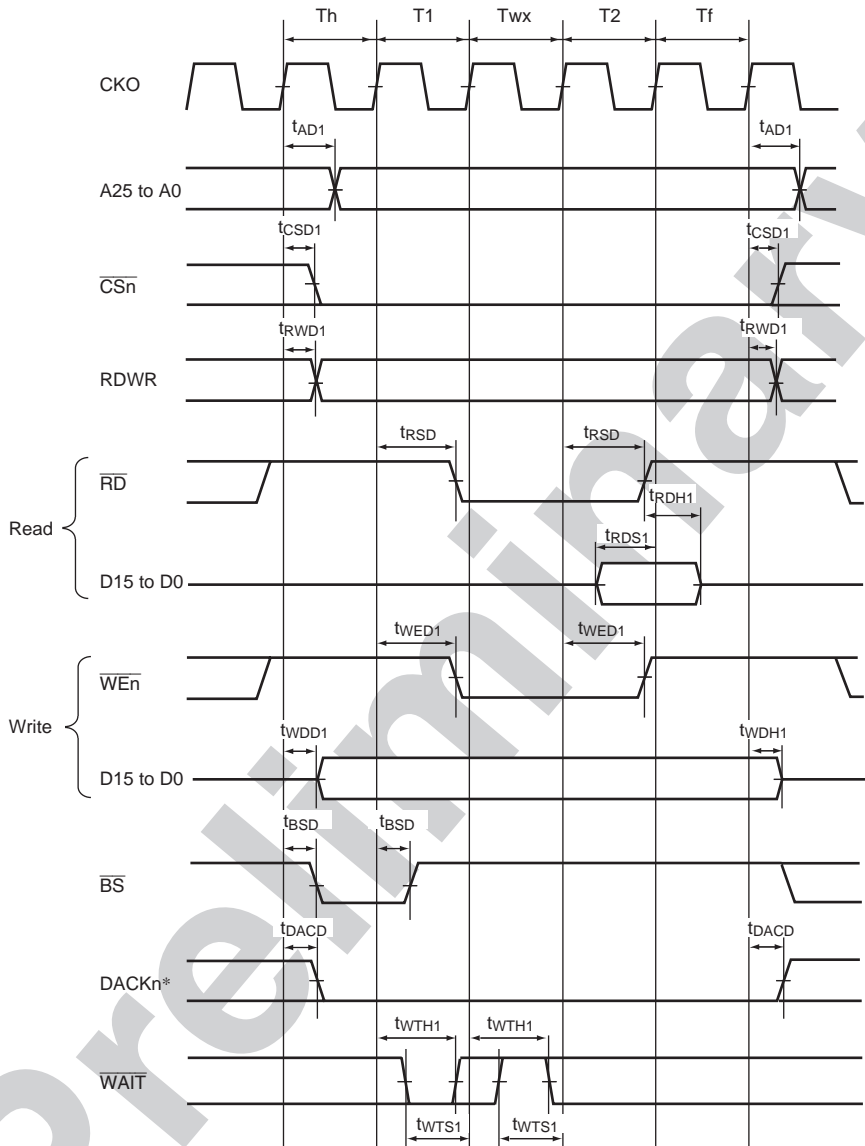 Th T1 Twx T2 Tf
CKO
tAD1 tAD1
A25 to A0
tCSD1 tCSD1
CSn
tRWD1 tRWD1
RDWR
tRSD tRSD
RD
tRDH1
Read
tRDS1
D15 to D0
tWED1 tWED1
WEn
Write
tWDD1 tWDH1
D15 to D0
tBSD tBSD
BS
tDACD tDACD
DACKn*
tWTH1 tWTH1
WAIT
tWTS1 tWTS1
Preliminary